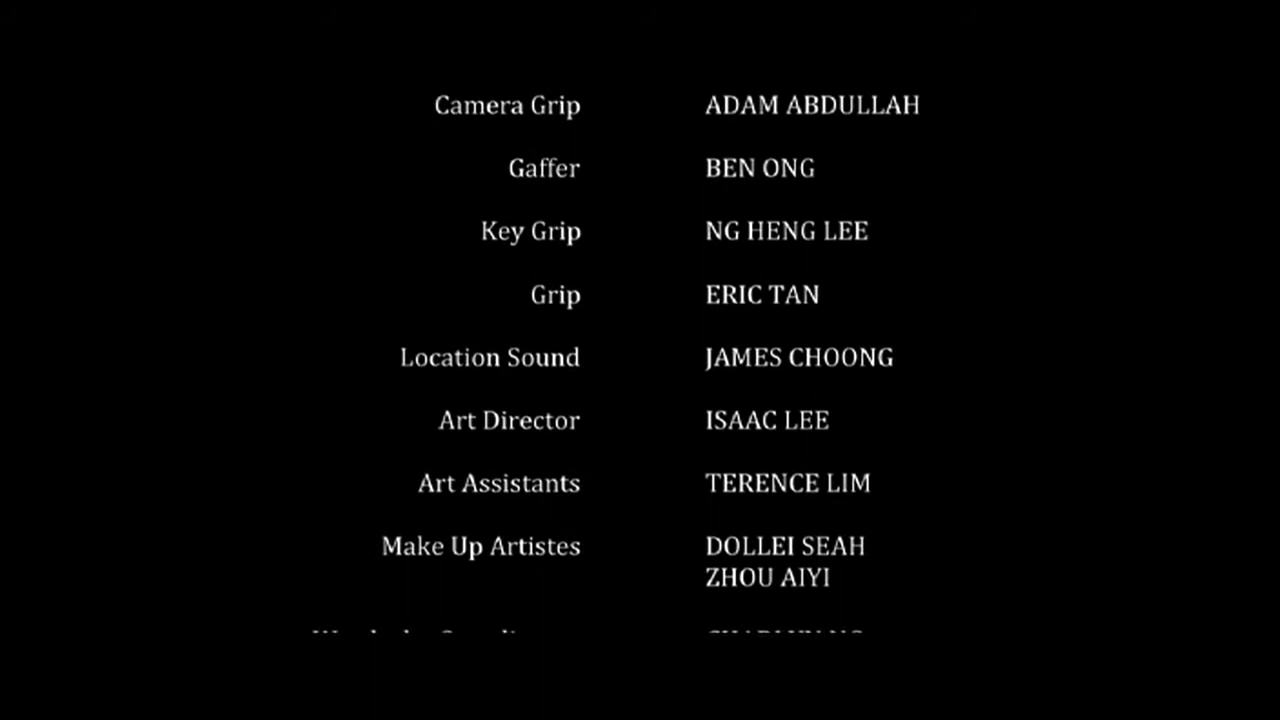 Camera Grip ADAM ABDULLAH
Gaffer BEN ONG
Key Grip NG HENG LEE
Grip ERIC TAN
Location Sound JAMES CHOONG
Art Director ISAAC LEE
Art Assistants TERENCE LIM
Make Up Artistes DOLLEI SEAH
ZHOU AIYI